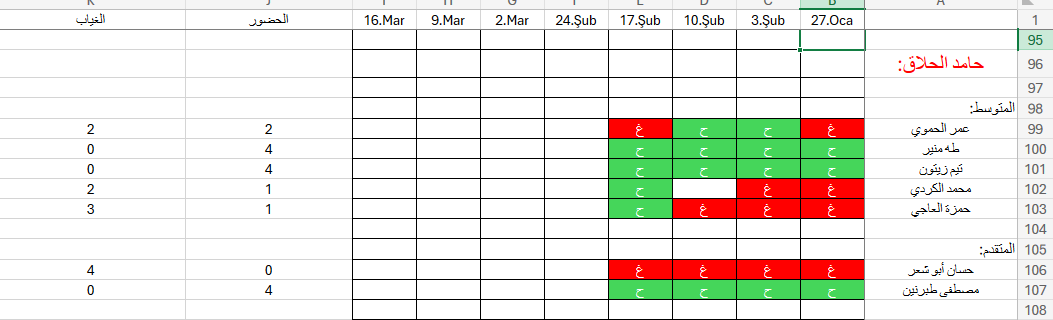 K J I H G F E D C B A
1 27.Oca 3.Şub 10.Şub 17.Şub 24.Şub 2.Mar 9.Mar 16.Mar الحضور الغياب
95
96 حامد الحلاق:
97
98 المتوسط:
99 عمر الحموي غ ح ح غ 2 2
100 طه منير ح ح ح ح 4 0
101 تيم زيتون ح ح ح ح 4 0
102 محمد الكردي غ غ ح 1 2
103 حمزة العاجي غ غ غ ح 1 3
104
105 المتقدم:
106 حسان أبو شعر غ غ غ غ 0 4
107 مصطفى طبرنين ح ح ح ح 4 0
108